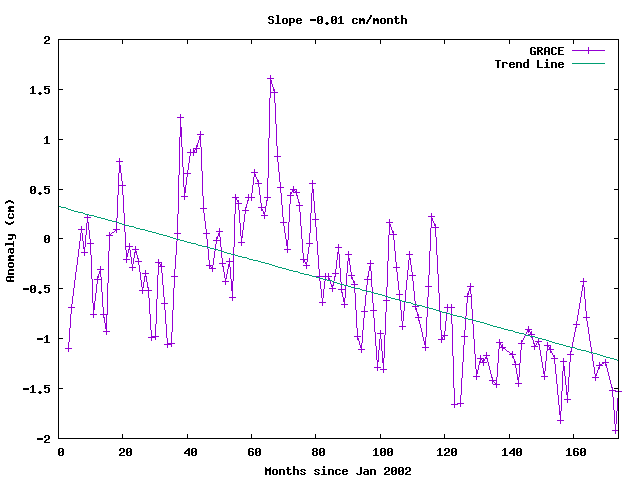 Slope -0.01 cm/month
GRACE
Trend Line
Anomaly (cm)
2
1.5
1
0.5
0
-0.5
-1
-1.5
-2
0 20 40 60 80 100 120 140 160
Months since Jan 2002